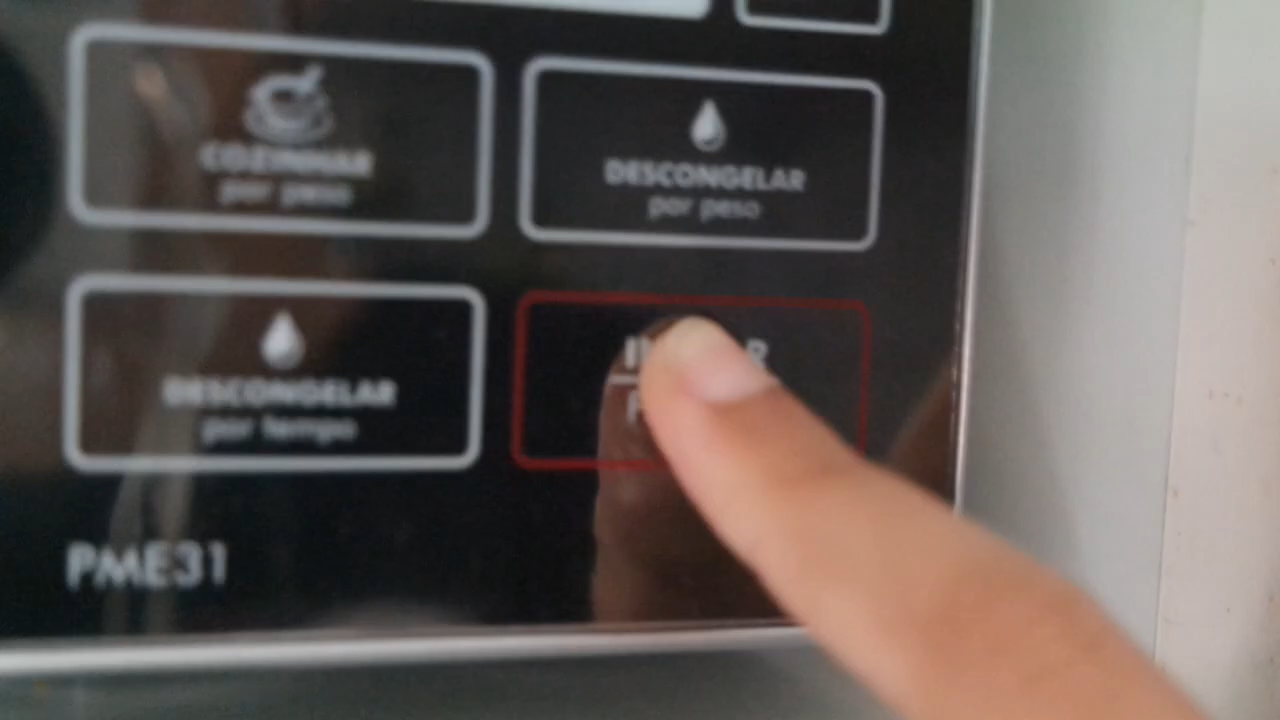 COZINHAR
por peso
DESCONGELAR
por peso
DESCONGELAR
por tempo
PME31